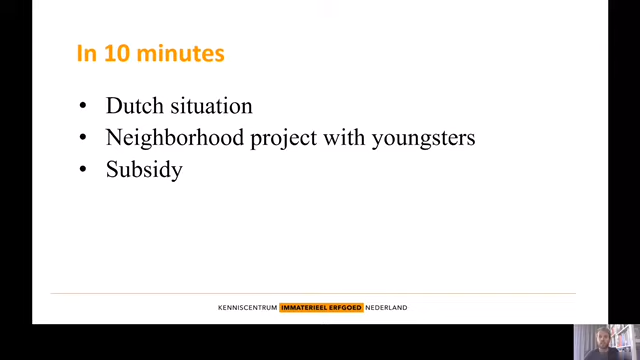 In 10 minutes
• Dutch situation
• Neighborhood project with youngsters
• Subsidy
KENNISCENTRUM IMMATERIEEL ERFGOED NEDERLAND